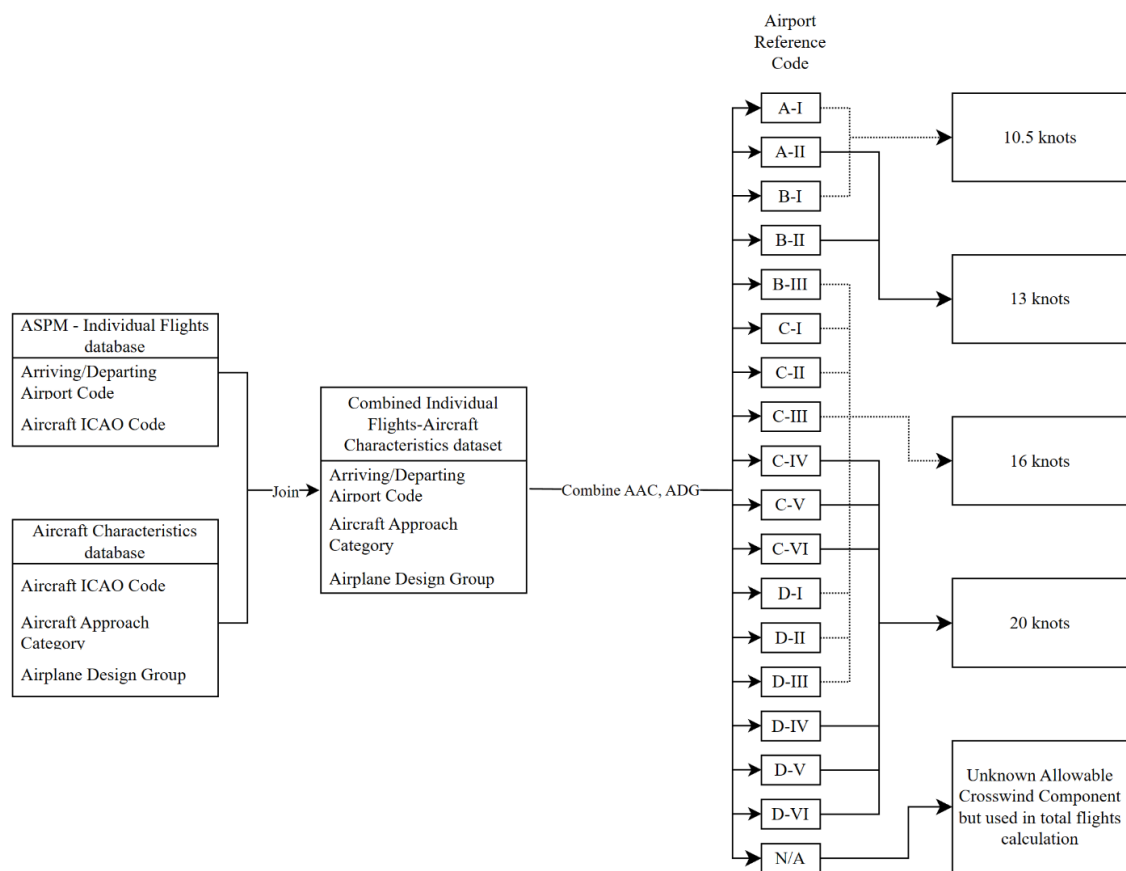 ASPM - Individual Flights
database
Arriving/Departing
Airport Code
Aircraft ICAO Code
Aircraft Characteristics
database
Aircraft ICAO Code
Aircraft Approach
Category
Airplane Design Group
Join
Combined Individual
Flights-Aircraft
Characteristics dataset
Arriving/Departing
Airport Code
Aircraft Approach
Category
Airplane Design Group
Combine AAC, ADG
Airport
Reference
Code
A-I
A-II
B-I
B-II
B-III
C-I
C-II
C-III
C-IV
C-V
C-VI
D-I
D-II
D-III
D-IV
D-V
D-VI
N/A
10.5 knots
13 knots
16 knots
20 knots
Unknown Allowable
Crosswind Component
but used in total flights
calculation